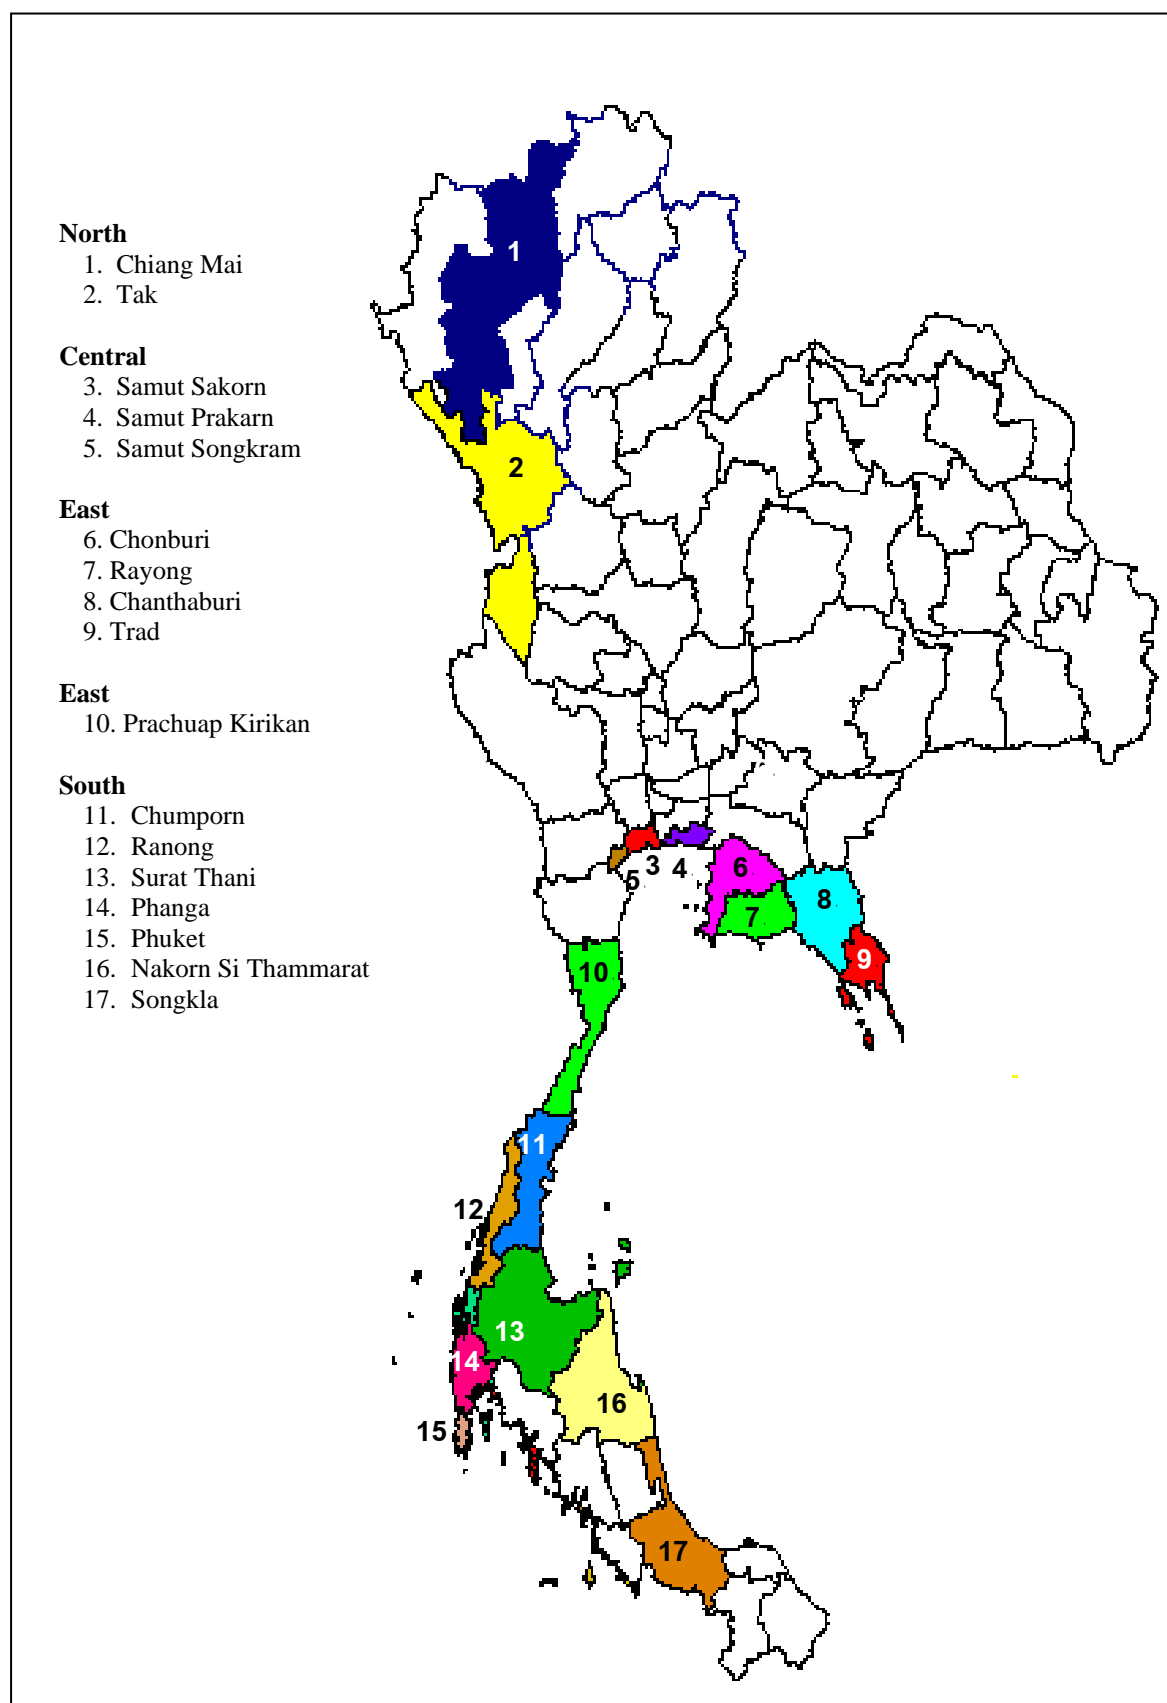 North
1. Chiang Mai
2. Tak
Central
3. Samut Sakorn
4. Samut Prakarn
5. Samut Songkram
East
6. Chonburi
7. Rayong
8. Chanthaburi
9. Trad
East
10. Prachuap Kirikan
South
11. Chumporn
12. Ranong
13. Surat Thani
14. Phanga
15. Phuket
16. Nakorn Si Thammarat
17. Songkla
1
2
3
4
5
6
7
8
9
10
11
12
13
14
15
16
17